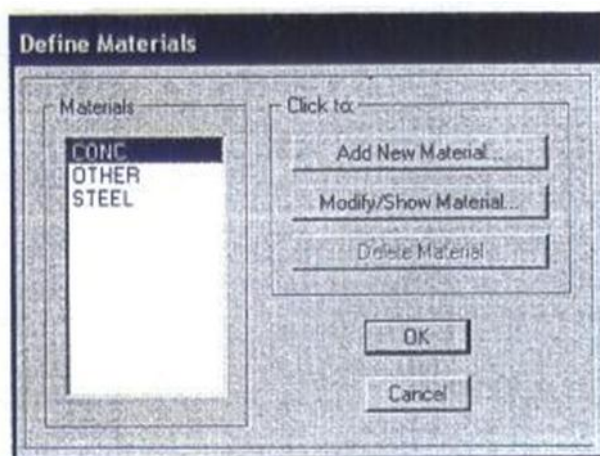 Define Materials
Materials
CONC
OTHER
STEEL
Click to:
Add New Material...
Modify/Show Material...
Delete Material
OK
Cancel